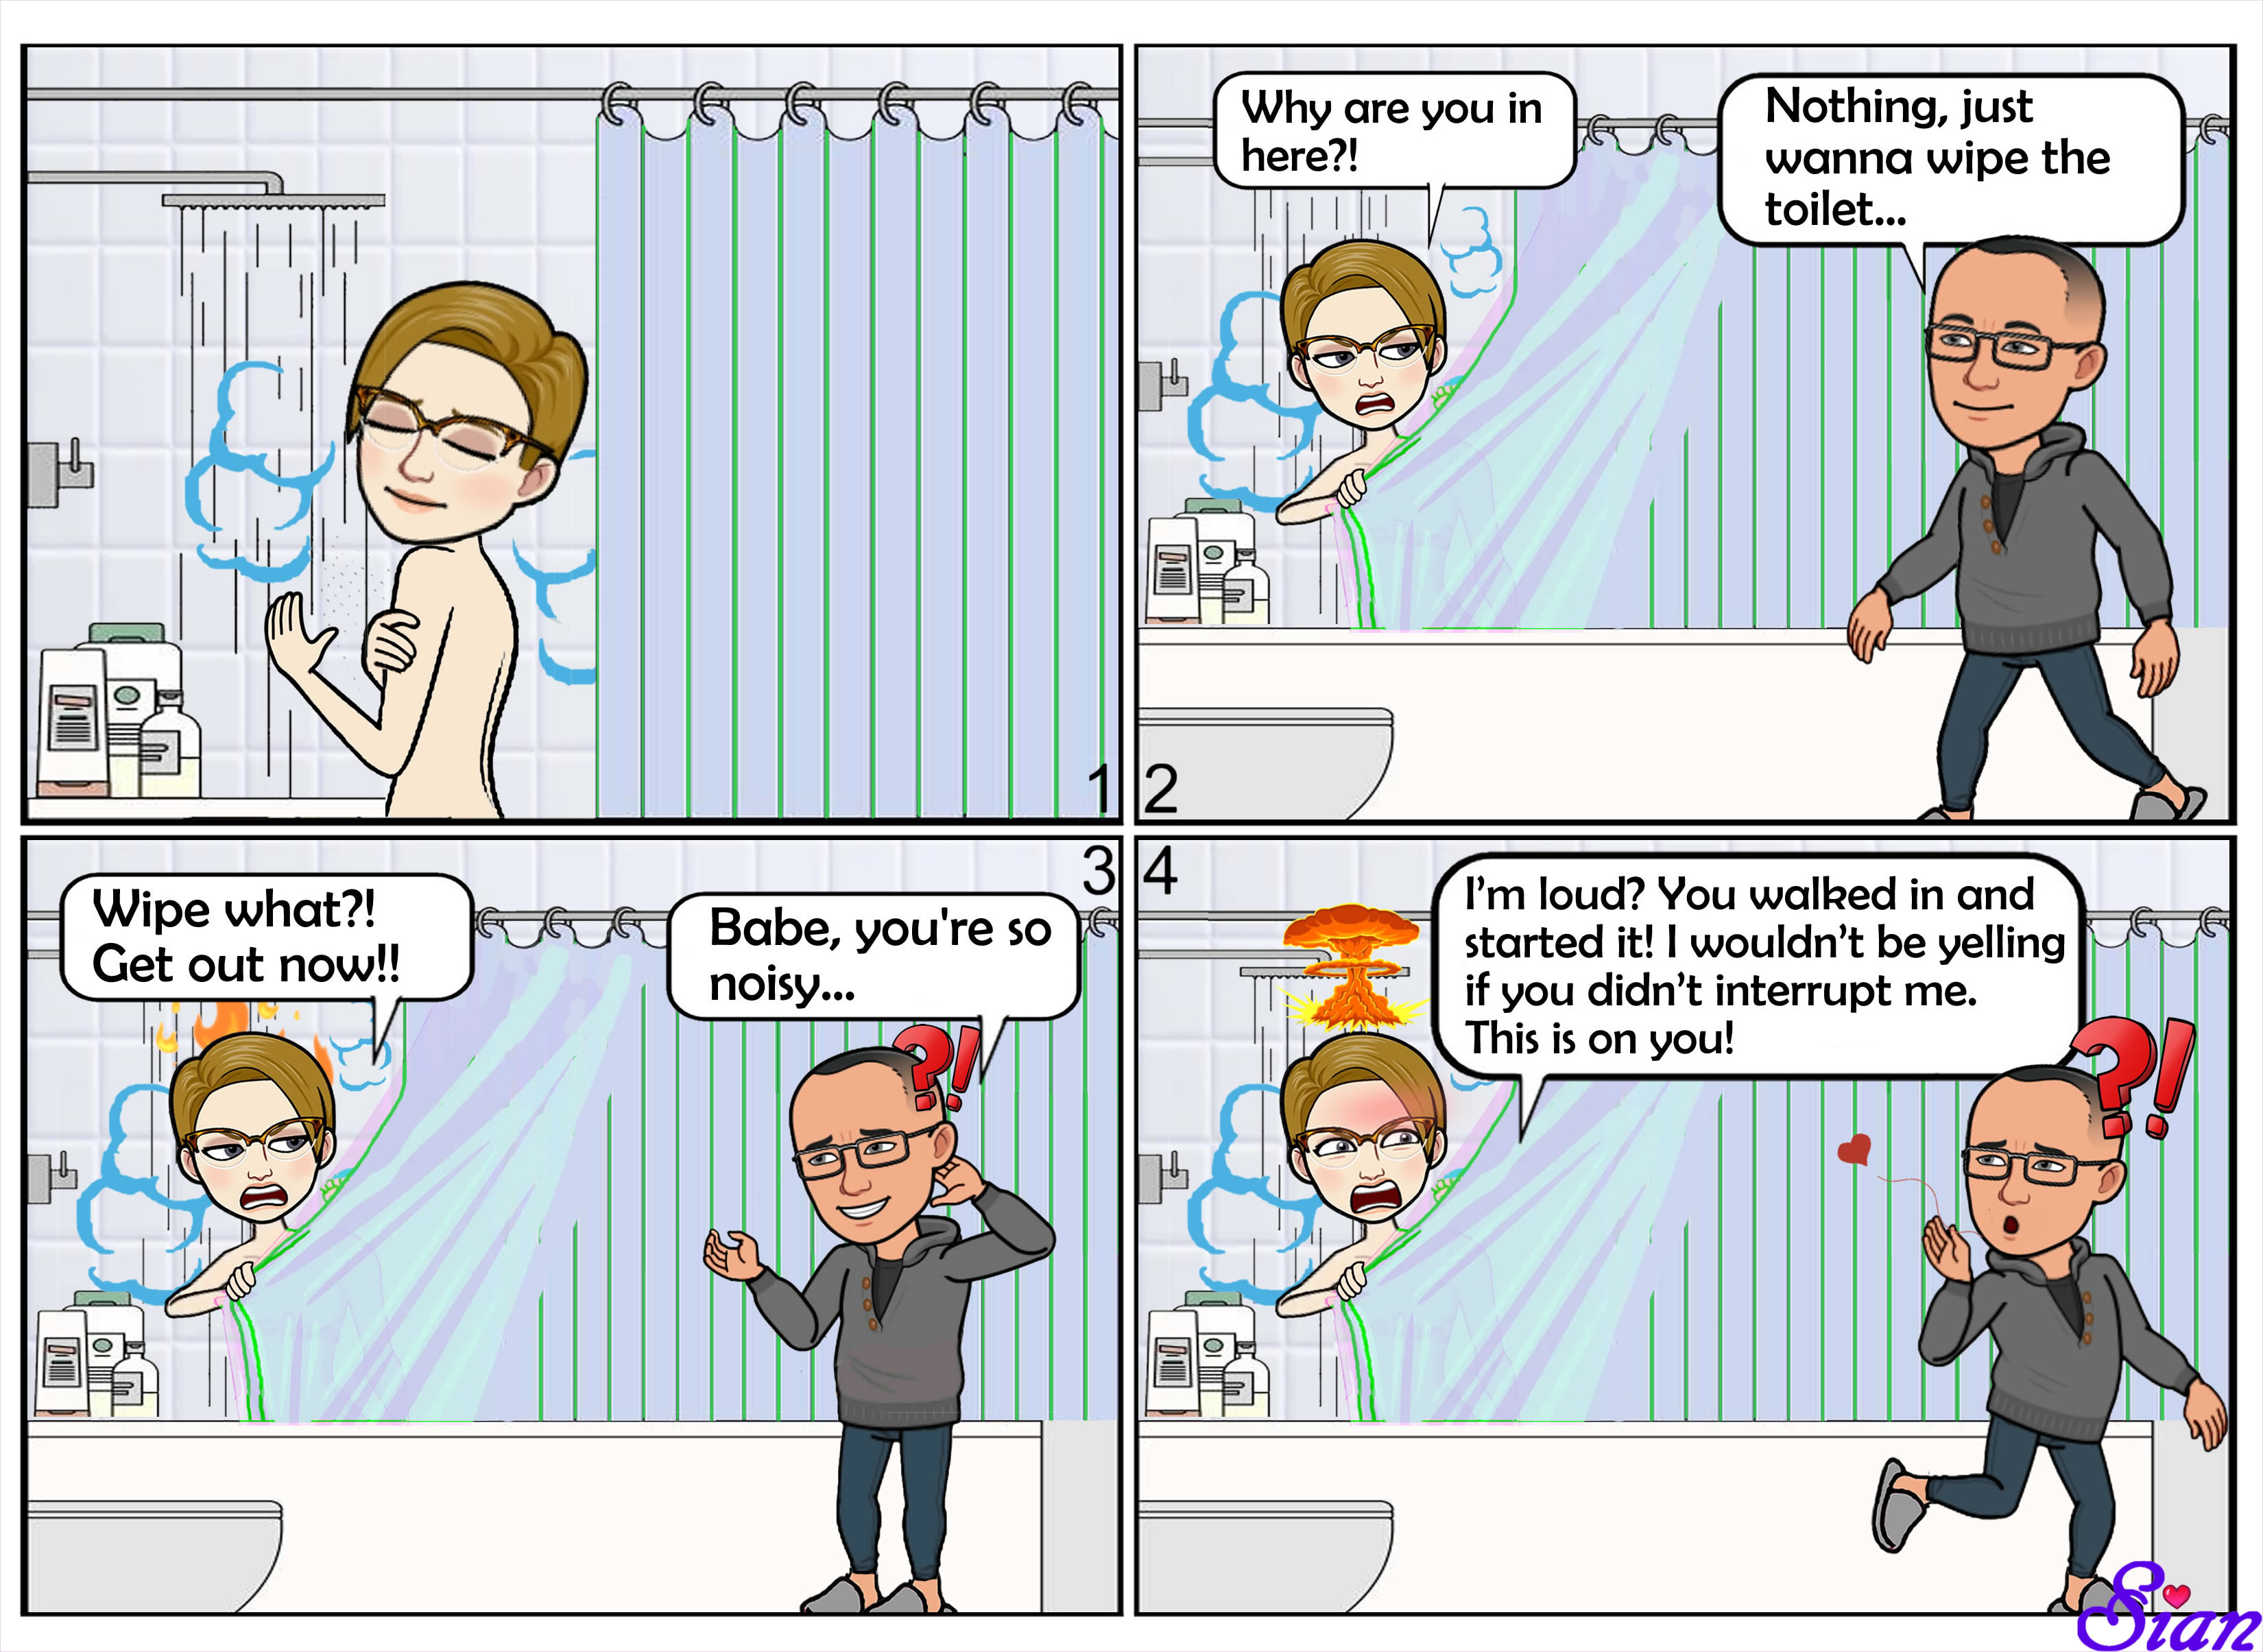 1
Why are you in
here?!
Nothing, just
wanna wipe the
toilet...
2
Wipe what?!
Get out now!!
Babe, you're so
noisy...
?!
3
4
I'm loud? You walked in and
started it! I wouldn't be yelling
if you didn't interrupt me.
This is on you!
?!
Sian